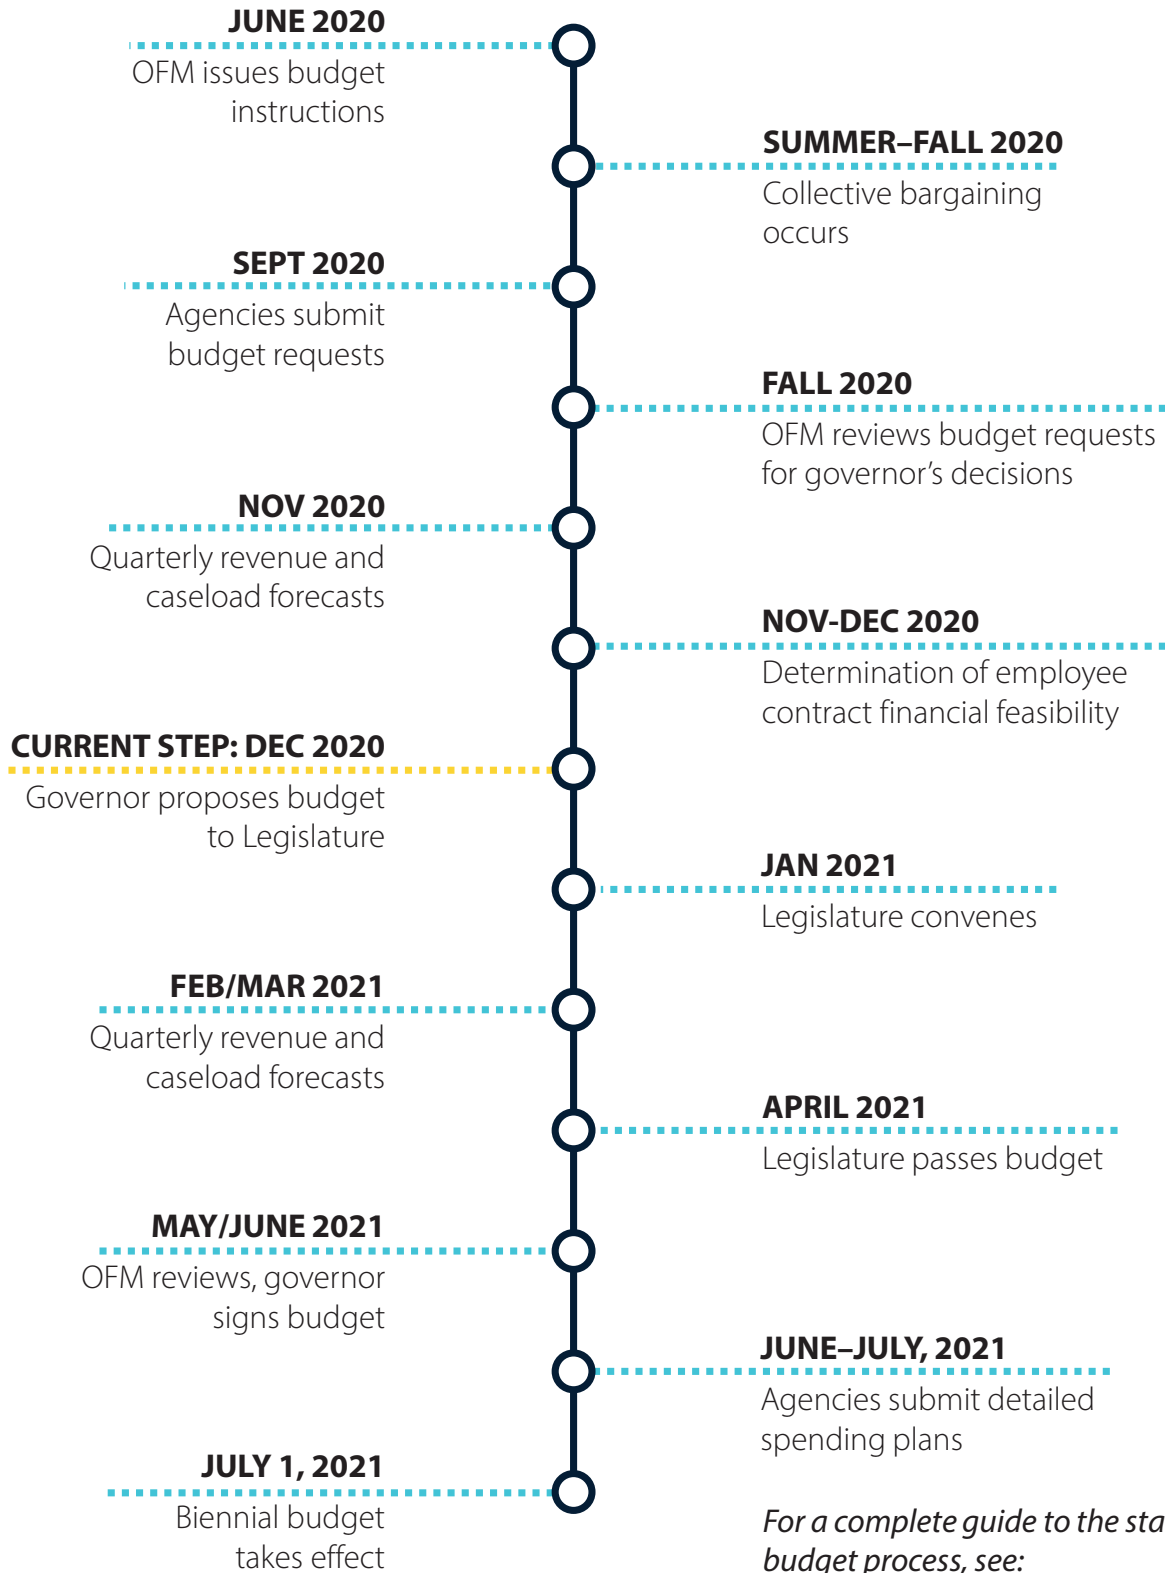 JUNE 2020
OFM issues budget
instructions
SUMMER–FALL 2020
Collective bargaining
occurs
SEPT 2020
Agencies submit
budget requests
FALL 2020
OFM reviews budget requests
for governor’s decisions
NOV 2020
Quarterly revenue and
caseload forecasts
NOV-DEC 2020
Determination of employee
contract financial feasibility
CURRENT STEP: DEC 2020
Governor proposes budget
to Legislature
JAN 2021
Legislature convenes
FEB/MAR 2021
Quarterly revenue and
caseload forecasts
APRIL 2021
Legislature passes budget
MAY/JUNE 2021
OFM reviews, governor
signs budget
JUNE–JULY, 2021
Agencies submit detailed
spending plans
JULY 1, 2021
Biennial budget
takes effect
For a complete guide to the
budget process, see: